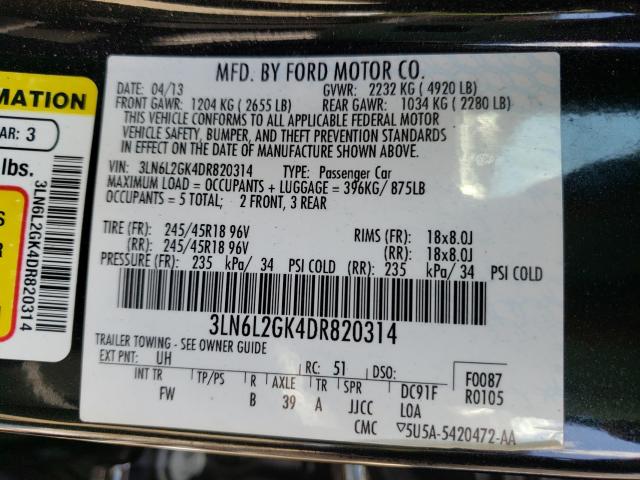 MFD. BY FORD MOTOR CO.
DATE: 04/13 GVWR: 2232 KG ( 4920 LB)
FRONT GAWR: 1204 KG ( 2655 LB) REAR GAWR: 1034 KG ( 2280 LB)
THIS VEHICLE CONFORMS TO ALL APPLICABLE FEDERAL MOTOR
VEHICLE SAFETY, BUMPER, AND THEFT PREVENTION STANDARDS
IN EFFECT ON THE DATE OF MANUFACTURE SHOWN ABOVE.
VIN: 3LN6L2GK4DR820314 TYPE: Passenger Car
MAXIMUM LOAD = OCCUPANTS + LUGGAGE = 396KG/ 875LB
OCCUPANTS = 5 TOTAL; 2 FRONT, 3 REAR
TIRE (FR): 245/45R18 96V RIMS (FR): 18x8.0J
(RR): 245/45R18 96V (RR): 18x8.0J
PRESSURE (FR): 235 kPa/ 34 PSI COLD (RR): 235 kPa/ 34 PSI COLD
3LN6L2GK4DR820314
TRAILER TOWING - SEE OWNER GUIDE
EXT PNT: UH RC: 51 DSO: F0087
INT TR TP/PS R AXLE TR SPR DC91F R0105
FW B 39 A JJCC LOA
CMC ▽5U5A-5420472-AA
MATION
AR: 3
lbs.
S
R
3LN6L2GK4DR820314